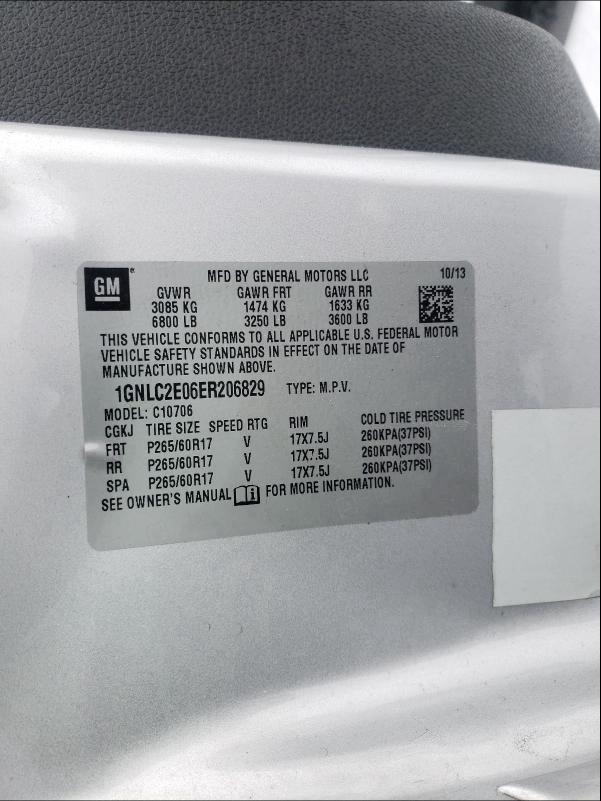 GM
MFD BY GENERAL MOTORS LLC 10/13
GVWR GAWR FRT GAWR RR
3085 KG 1474 KG 1633 KG
6800 LB 3250 LB 3600 LB
THIS VEHICLE CONFORMS TO ALL APPLICABLE U.S. FEDERAL MOTOR
VEHICLE SAFETY STANDARDS IN EFFECT ON THE DATE OF
MANUFACTURE SHOWN ABOVE.
1GNLC2E06ER206829 TYPE: M.P.V.
MODEL: C10706
CGKJ TIRE SIZE SPEED RTG RIM COLD TIRE PRESSURE
FRT P265/60R17 V 17X7.5J 260KPA(37PSI)
RR P265/60R17 V 17X7.5J 260KPA(37PSI)
SPA P265/60R17 V 17X7.5J 260KPA(37PSI)
SEE OWNER'S MANUAL FOR MORE INFORMATION.